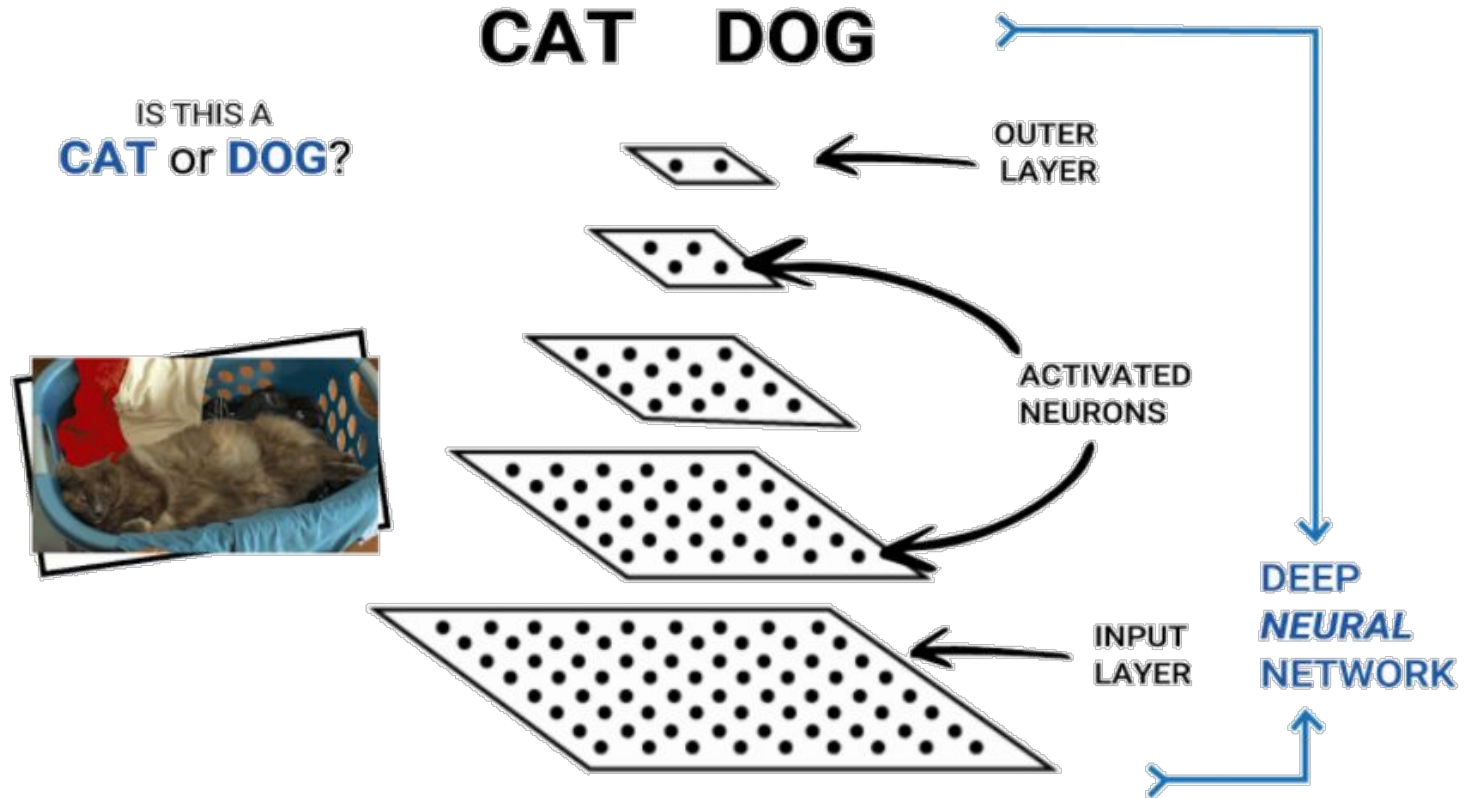 CAT DOG
IS THIS A
CAT or DOG?
OUTER
LAYER
ACTIVATED
NEURONS
INPUT
LAYER
DEEP
NEURAL
NETWORK